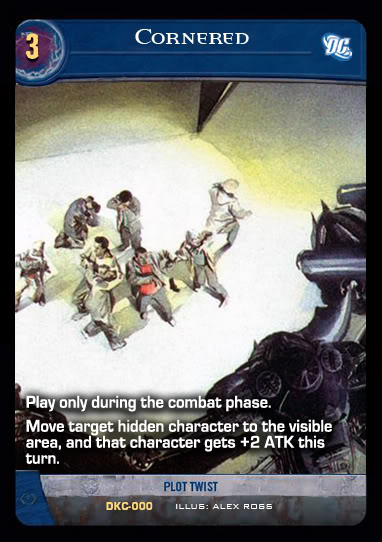 3
CORNERED
DC
Play only during the combat phase.
Move target hidden character to the visible
area, and that character gets +2 ATK this
turn.
PLOT TWIST
DKC-000 ILLUS: ALEX ROSS